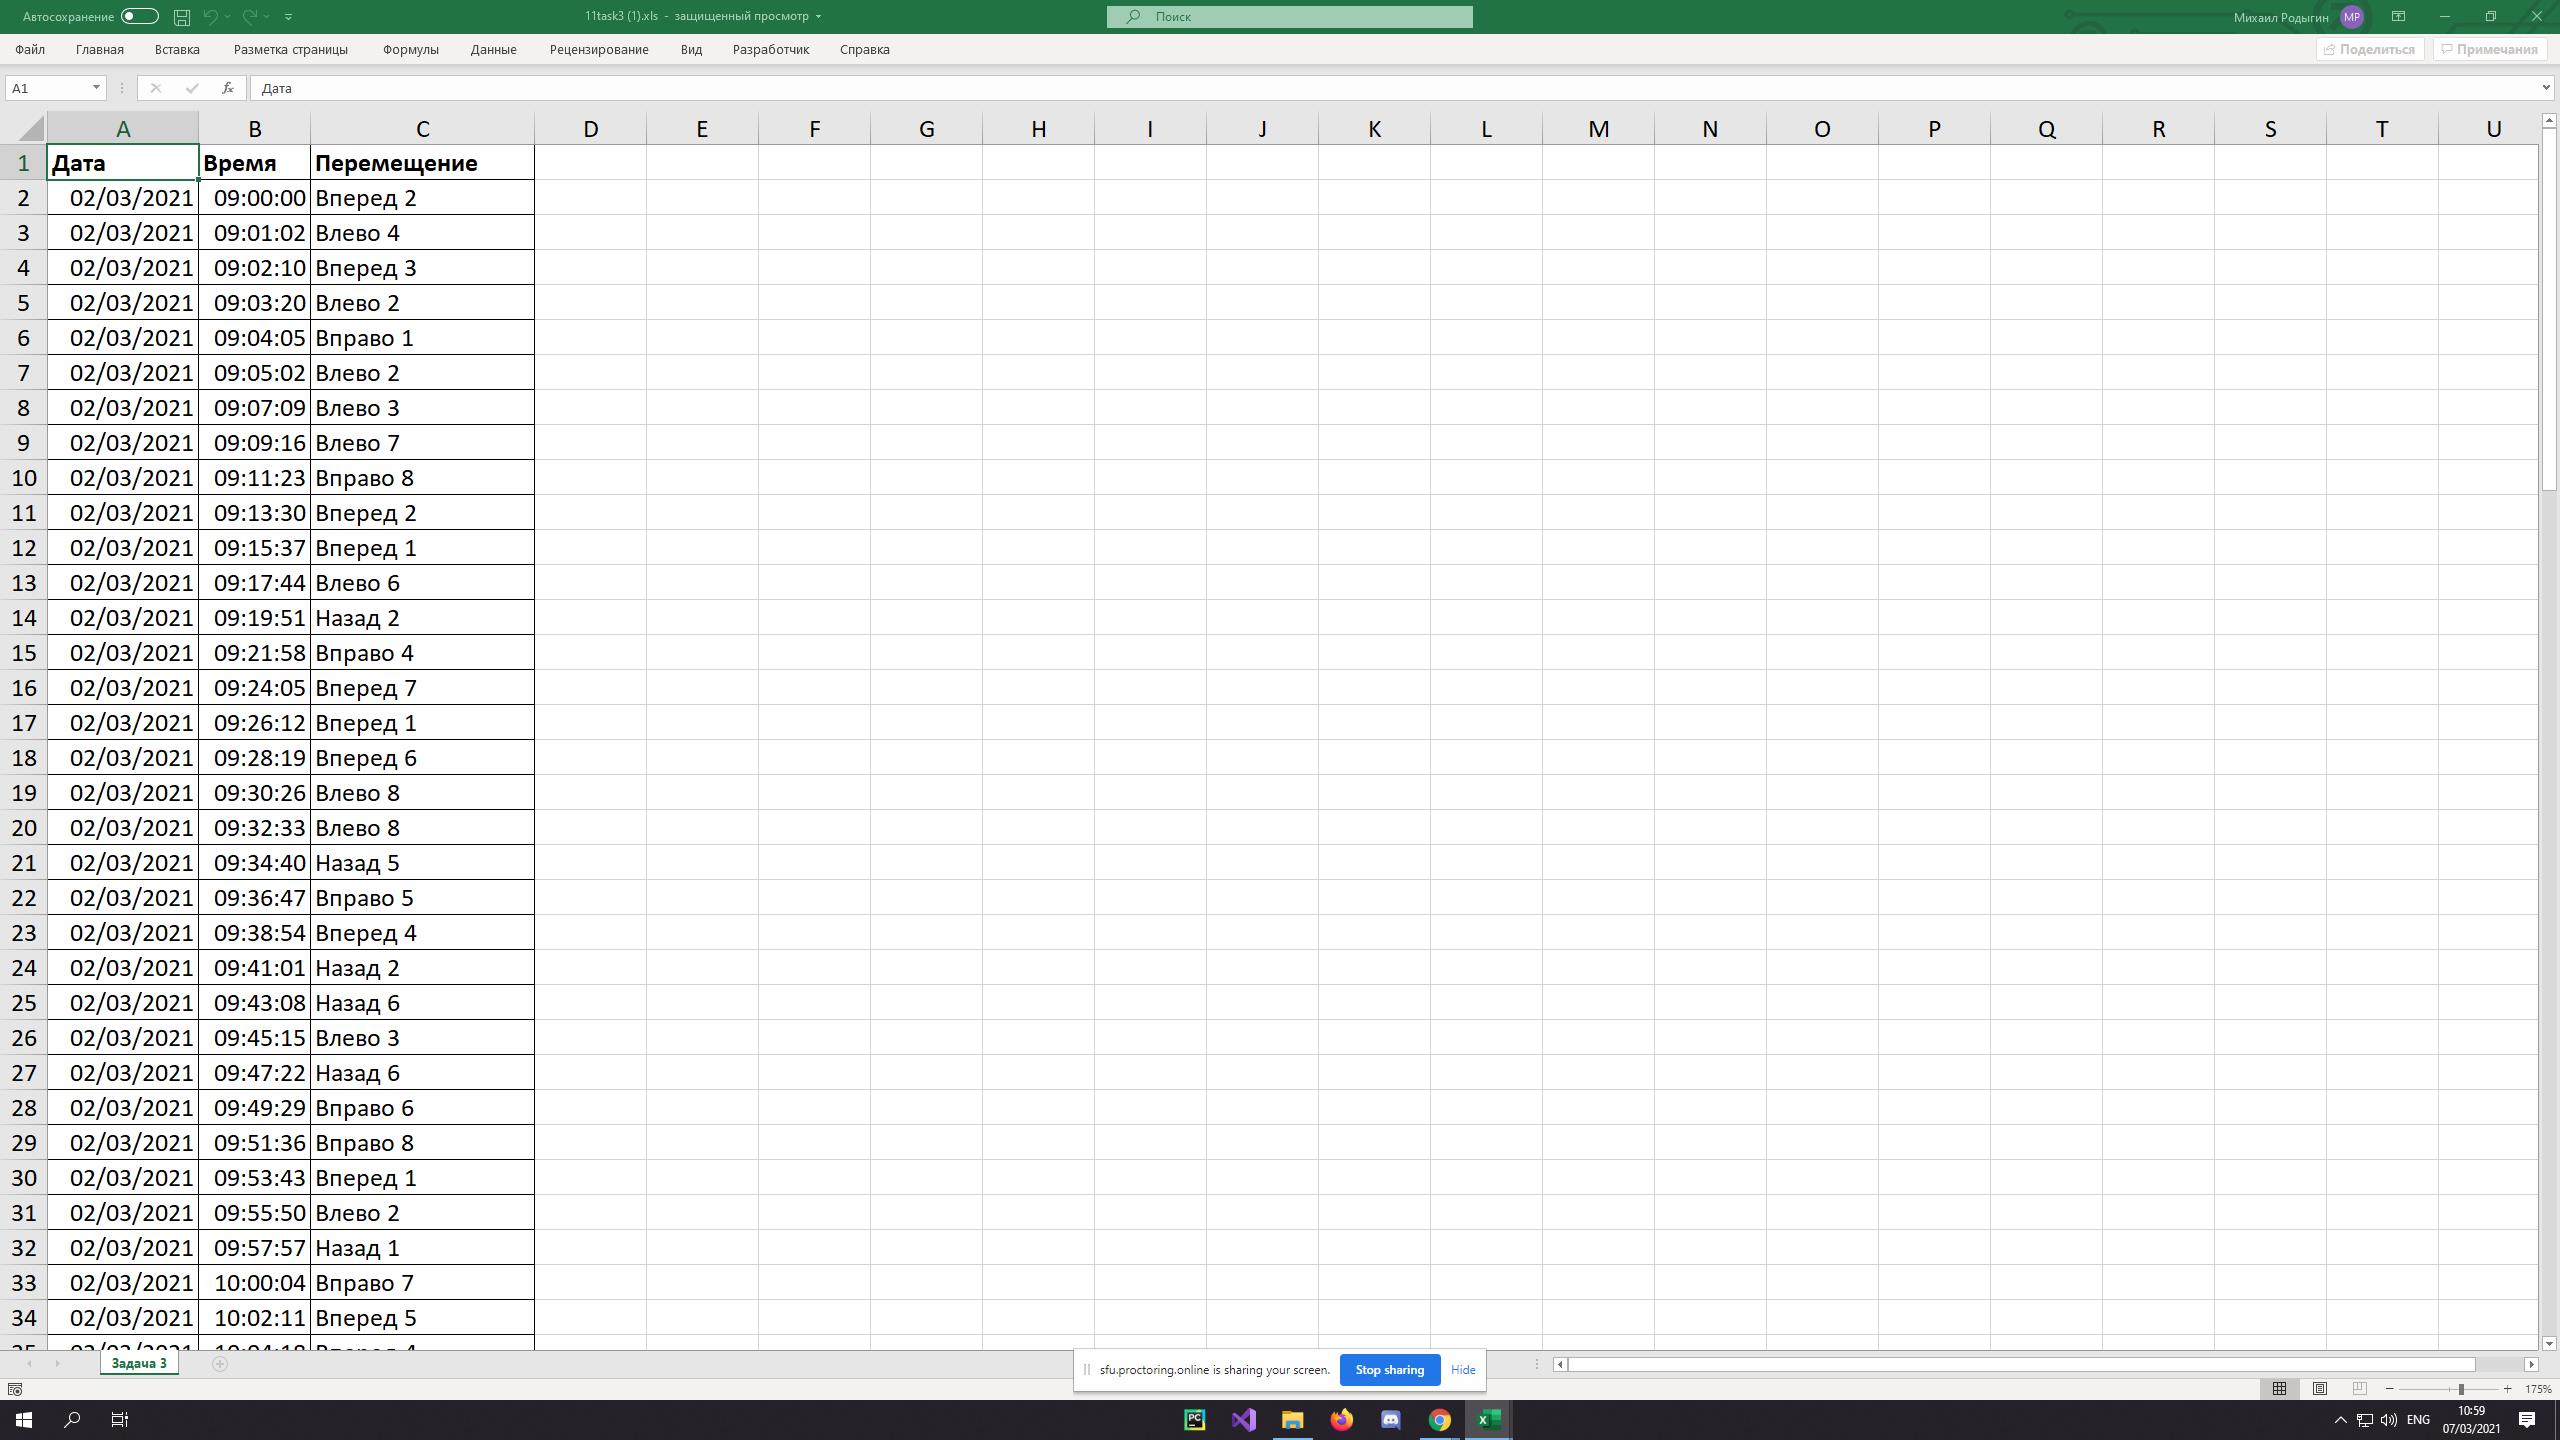 Автосохранение
11task3 (1).xls - защищенный просмотр
Поиск
Михаил Родыгин
МР
Файл Главная Вставка Разметка страницы Формулы Данные Рецензирование Вид Разработчик Справка
Поделиться Примечания
A1 fx Дата
A B C D E F G H I J K L M N O P Q R S T U
1 Дата Время Перемещение
2 02/03/2021 09:00:00 Вперед 2
3 02/03/2021 09:01:02 Влево 4
4 02/03/2021 09:02:10 Вперед 3
5 02/03/2021 09:03:20 Влево 2
6 02/03/2021 09:04:05 Вправо 1
7 02/03/2021 09:05:02 Влево 2
8 02/03/2021 09:07:09 Влево 3
9 02/03/2021 09:09:16 Влево 7
10 02/03/2021 09:11:23 Вправо 8
11 02/03/2021 09:13:30 Вперед 2
12 02/03/2021 09:15:37 Вперед 1
13 02/03/2021 09:17:44 Влево 6
14 02/03/2021 09:19:51 Назад 2
15 02/03/2021 09:21:58 Вправо 4
16 02/03/2021 09:24:05 Вперед 7
17 02/03/2021 09:26:12 Вперед 1
18 02/03/2021 09:28:19 Вперед 6
19 02/03/2021 09:30:26 Влево 8
20 02/03/2021 09:32:33 Влево 8
21 02/03/2021 09:34:40 Назад 5
22 02/03/2021 09:36:47 Вправо 5
23 02/03/2021 09:38:54 Вперед 4
24 02/03/2021 09:41:01 Назад 2
25 02/03/2021 09:43:08 Назад 6
26 02/03/2021 09:45:15 Влево 3
27 02/03/2021 09:47:22 Назад 6
28 02/03/2021 09:49:29 Вправо 6
29 02/03/2021 09:51:36 Вправо 8
30 02/03/2021 09:53:43 Вперед 1
31 02/03/2021 09:55:50 Влево 2
32 02/03/2021 09:57:57 Назад 1
33 02/03/2021 10:00:04 Вправо 7
34 02/03/2021 10:02:11 Вперед 5
35 02/03/2021 10:04:18 Вперед 4
Задача 3
sfu.proctoring.online is sharing your screen. Stop sharing Hide
175%
PC
ENG
10:59
07/03/2021